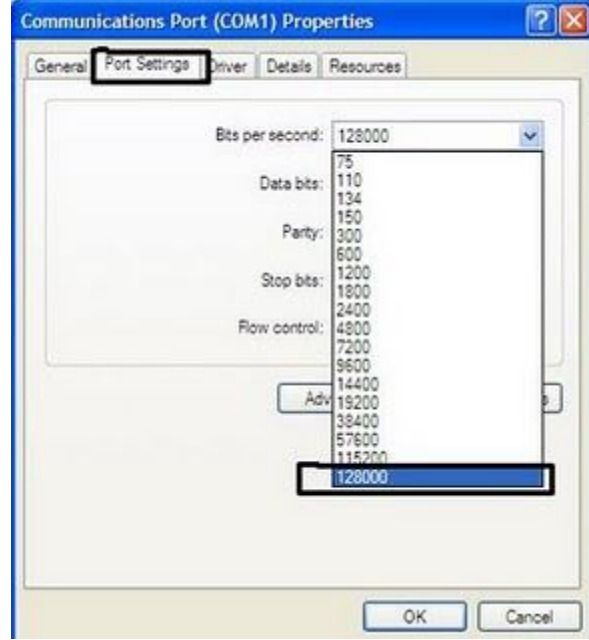 Communications Port (COM1) Properties
General Port Settings Driver Details Resources
Bits per second: 128000
75
Data bits: 110
134
150
Parity: 300
600
Stop bits: 1200
1800
2400
Flow control: 4800
7200
9600
14400
19200
38400
57600
115200
128000
OK Cancel